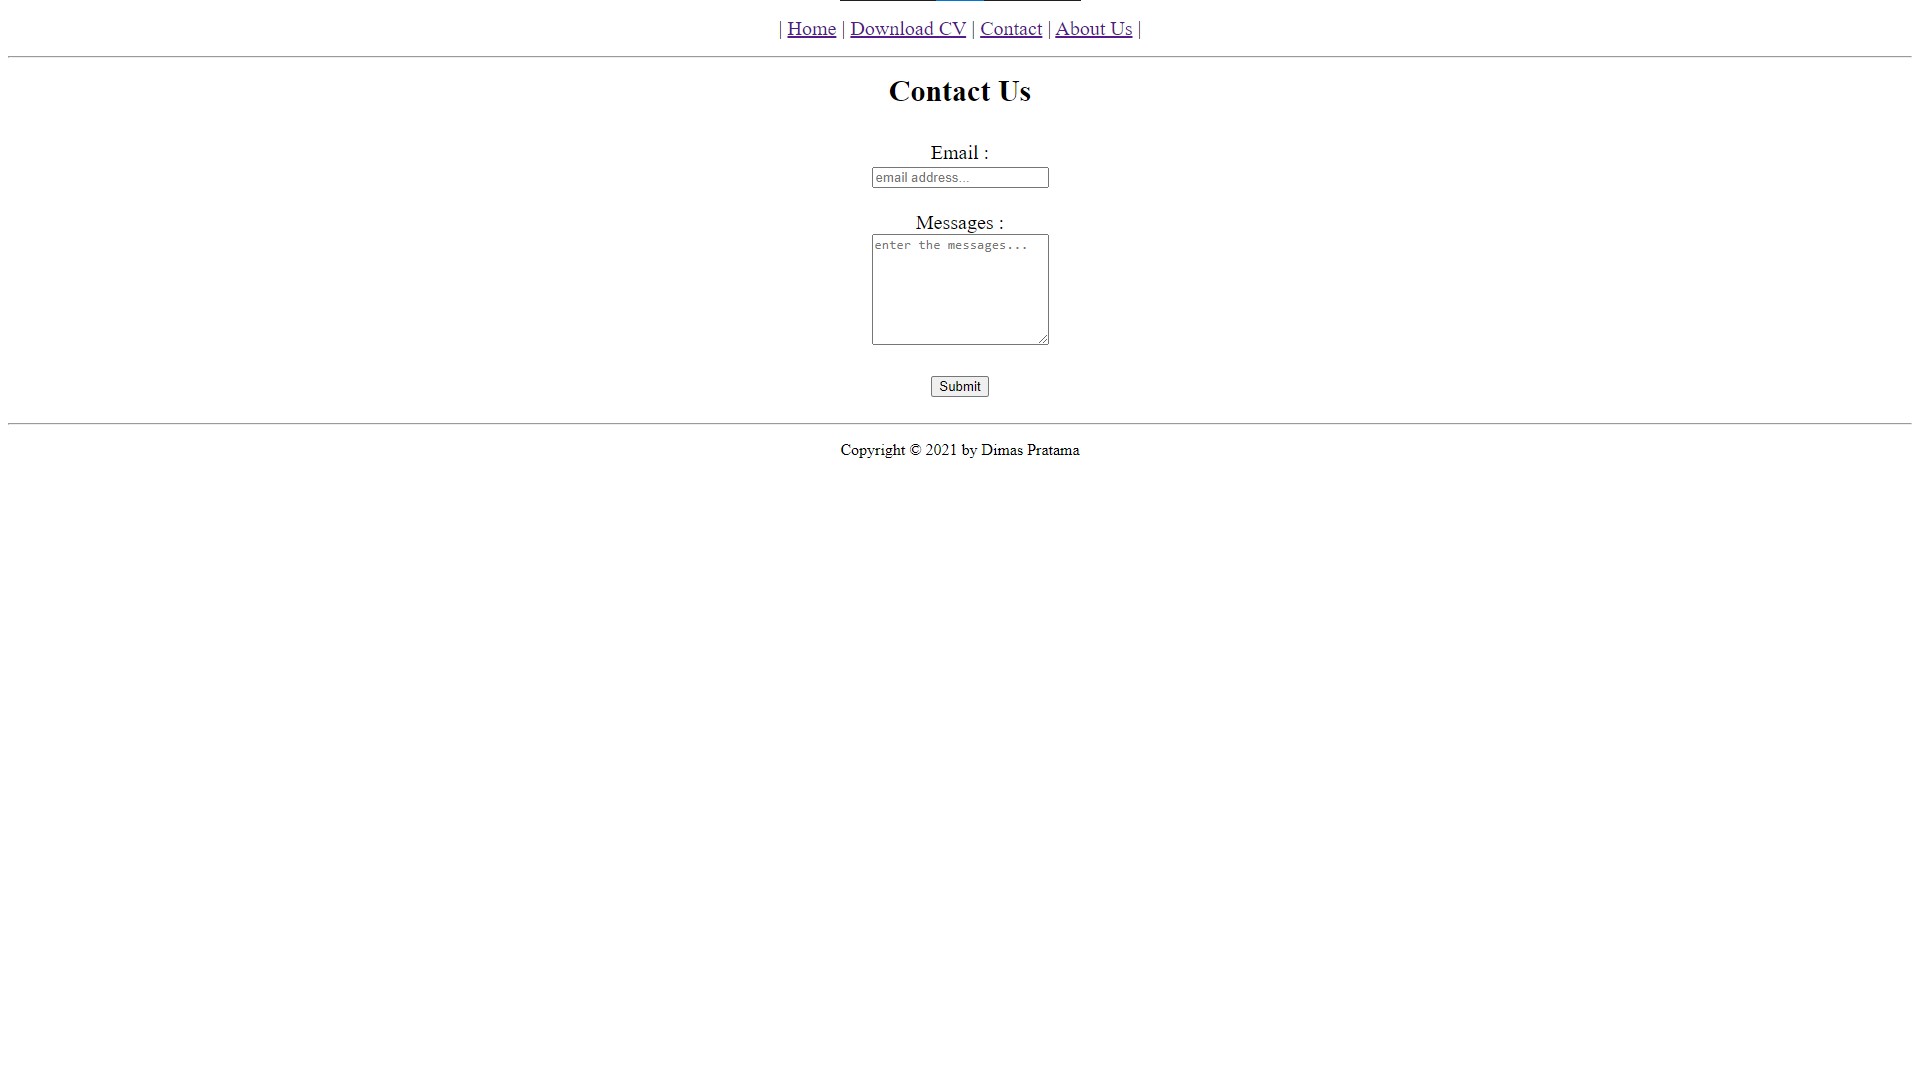 | Home | Download CV | Contact | About Us |
Contact Us
Email :
email address...
Messages :
enter the messages...
Submit
Copyright © 2021 by Dimas Pratama